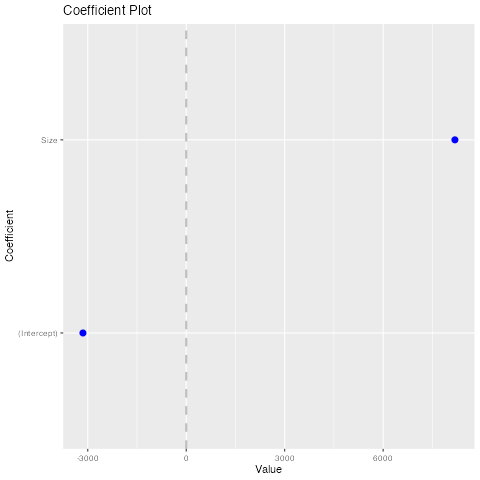 Coefficient Plot
Size
(Intercept)
Coefficient
-3000
0
3000
6000
Value